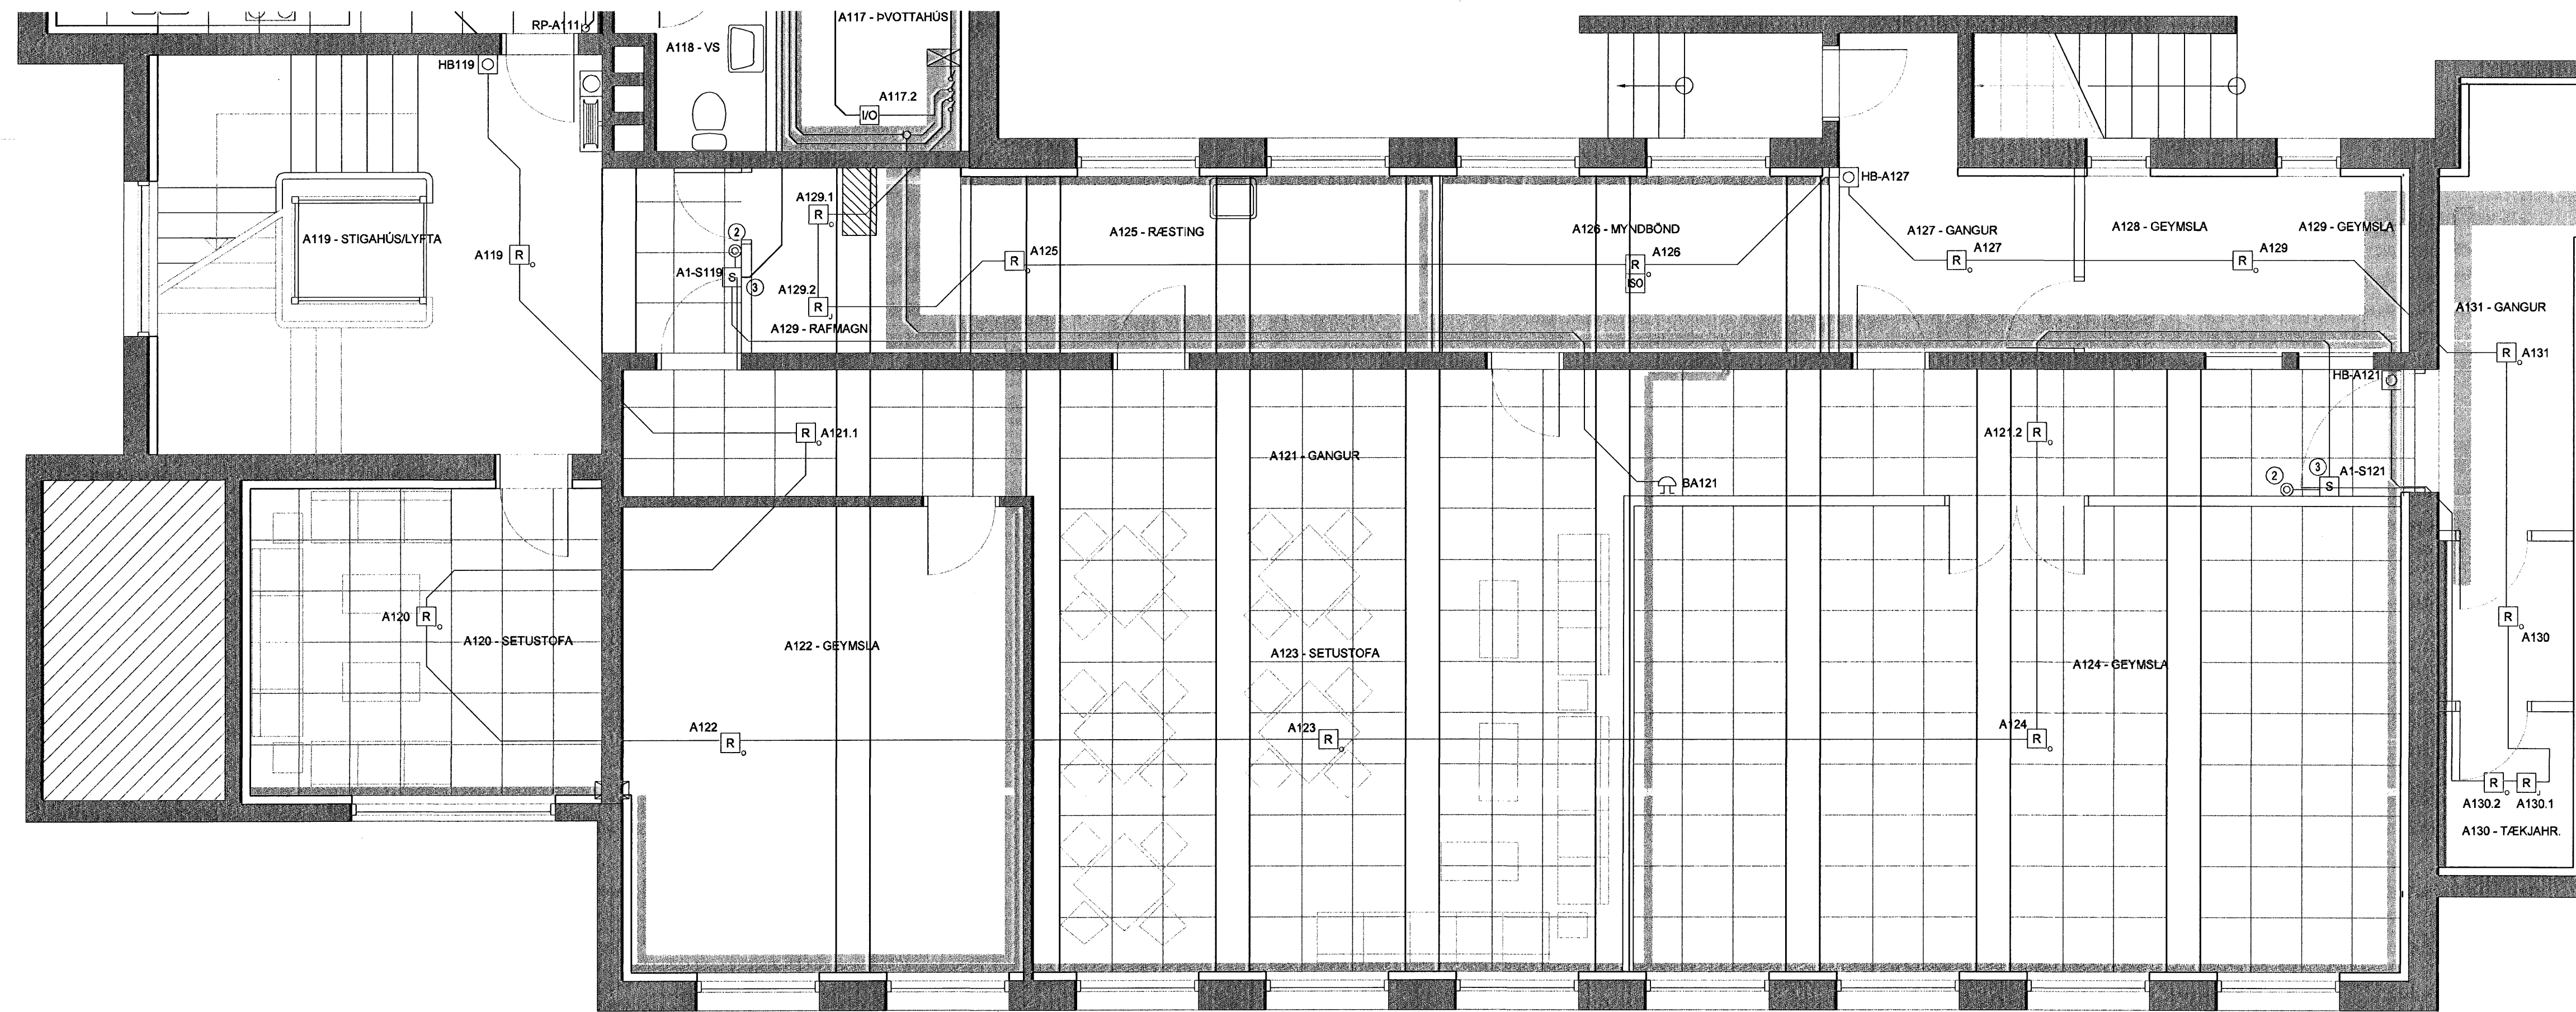 RP-A111
A117 - ÞVOTTAHÚS
A118 - VS
HB119
A117.2
I/O
HB-A127
A129.1
R
A119 - STIGAHÚS/LYFTA
A119
R
2
A1-S119
S
3
A129.2
R
A129 - RAFMAGN
A125 - RÆSTING
R
A125
A126 - MYNDBÖND
R
A126
ISO
A127 - GANGUR
R
A127
A128 - GEYMSLA
A129 - GEYMSLA
R
A129
A131 - GANGUR
R
A131
HB-A121
R
A121.1
A121 - GANGUR
BA121
A121.2
R
2
3
A1-S121
S
A120
R
A120 - SETUSTOFA
A122 - GEYMSLA
A123 - SETUSTOFA
A124 - GEYMSLA
R
A130
A122
R
A123
R
A124
R
R
R
A130.2
A130.1
A130 - TÆKJAHR.